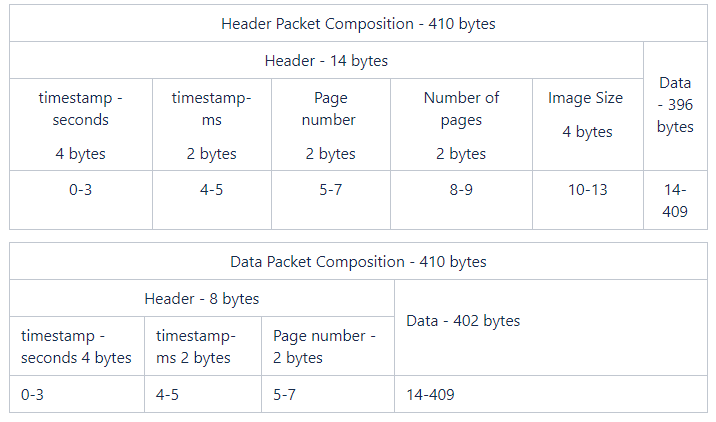 Header Packet Composition - 410 bytes
Header - 14 bytes
Data
- 396
bytes
timestamp -
seconds
4 bytes
timestamp-
ms
2 bytes
Page
number
2 bytes
Number of
pages
2 bytes
Image Size
4 bytes
0-3
4-5
5-7
8-9
10-13
14-
409
Data Packet Composition - 410 bytes
Header - 8 bytes
Data - 402 bytes
timestamp -
seconds 4 bytes
timestamp-
ms 2 bytes
Page number -
2 bytes
0-3
4-5
5-7
14-409